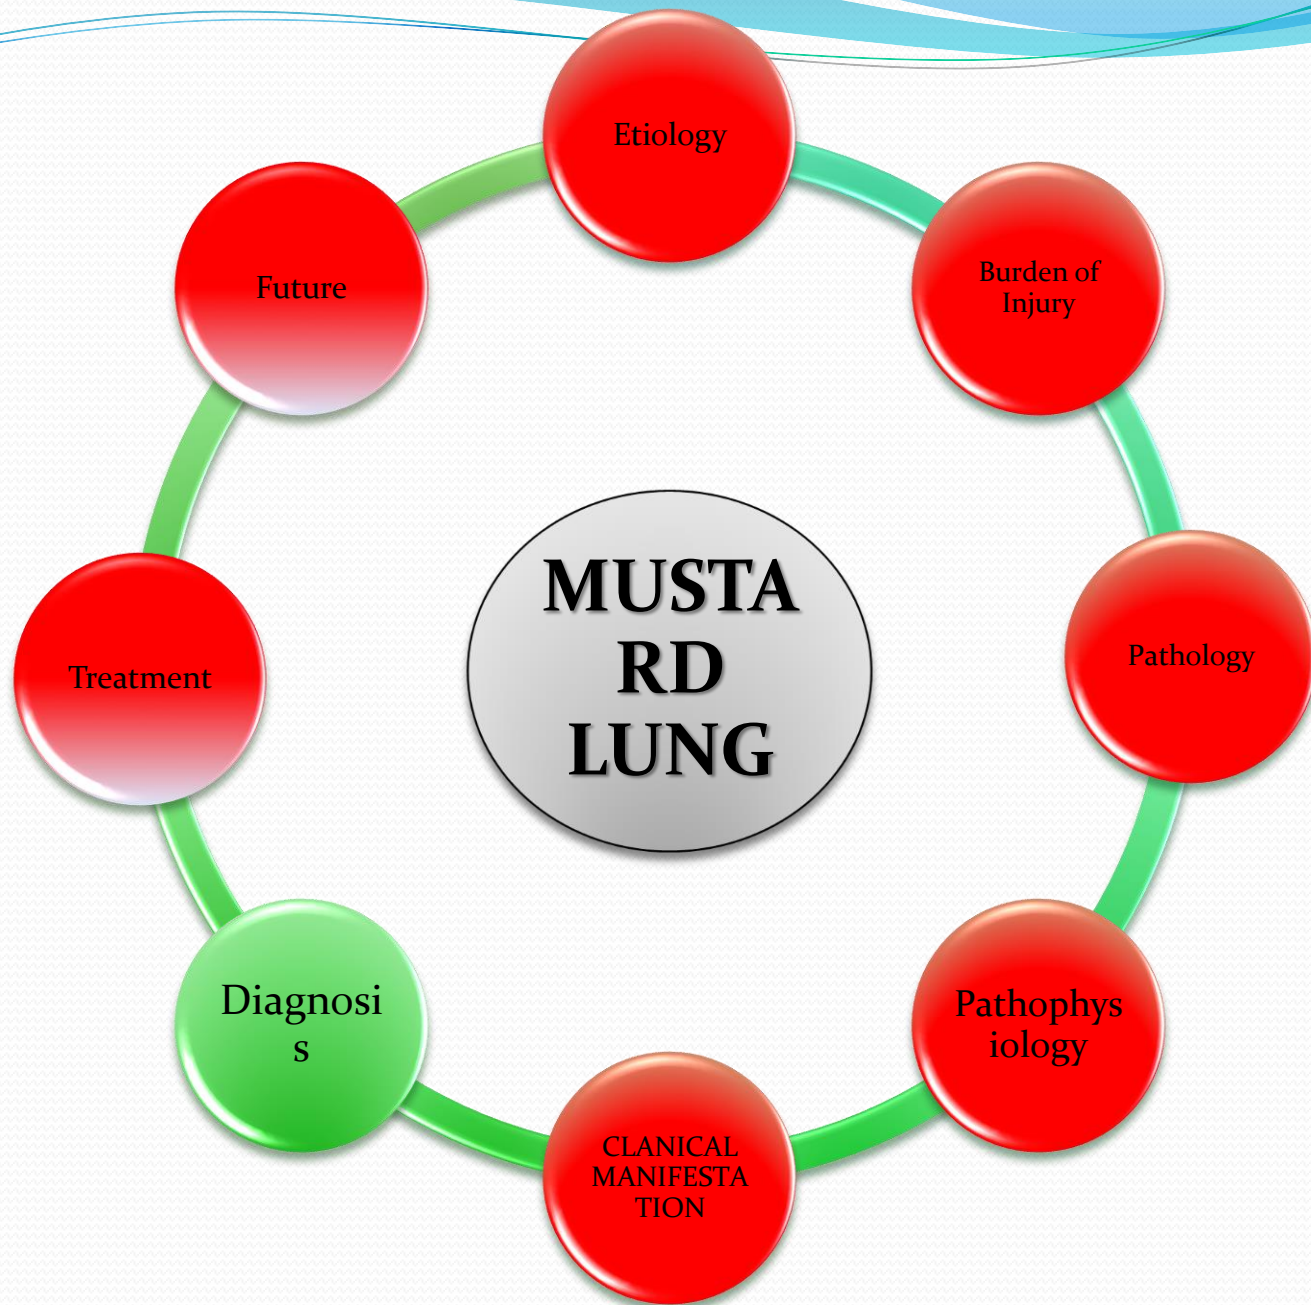 Etiology
Burden of
Injury
Pathology
Pathophys
iology
CLANICAL
MANIFESTA
TION
Diagnosi
s
Treatment
Future
MUSTA
RD
LUNG